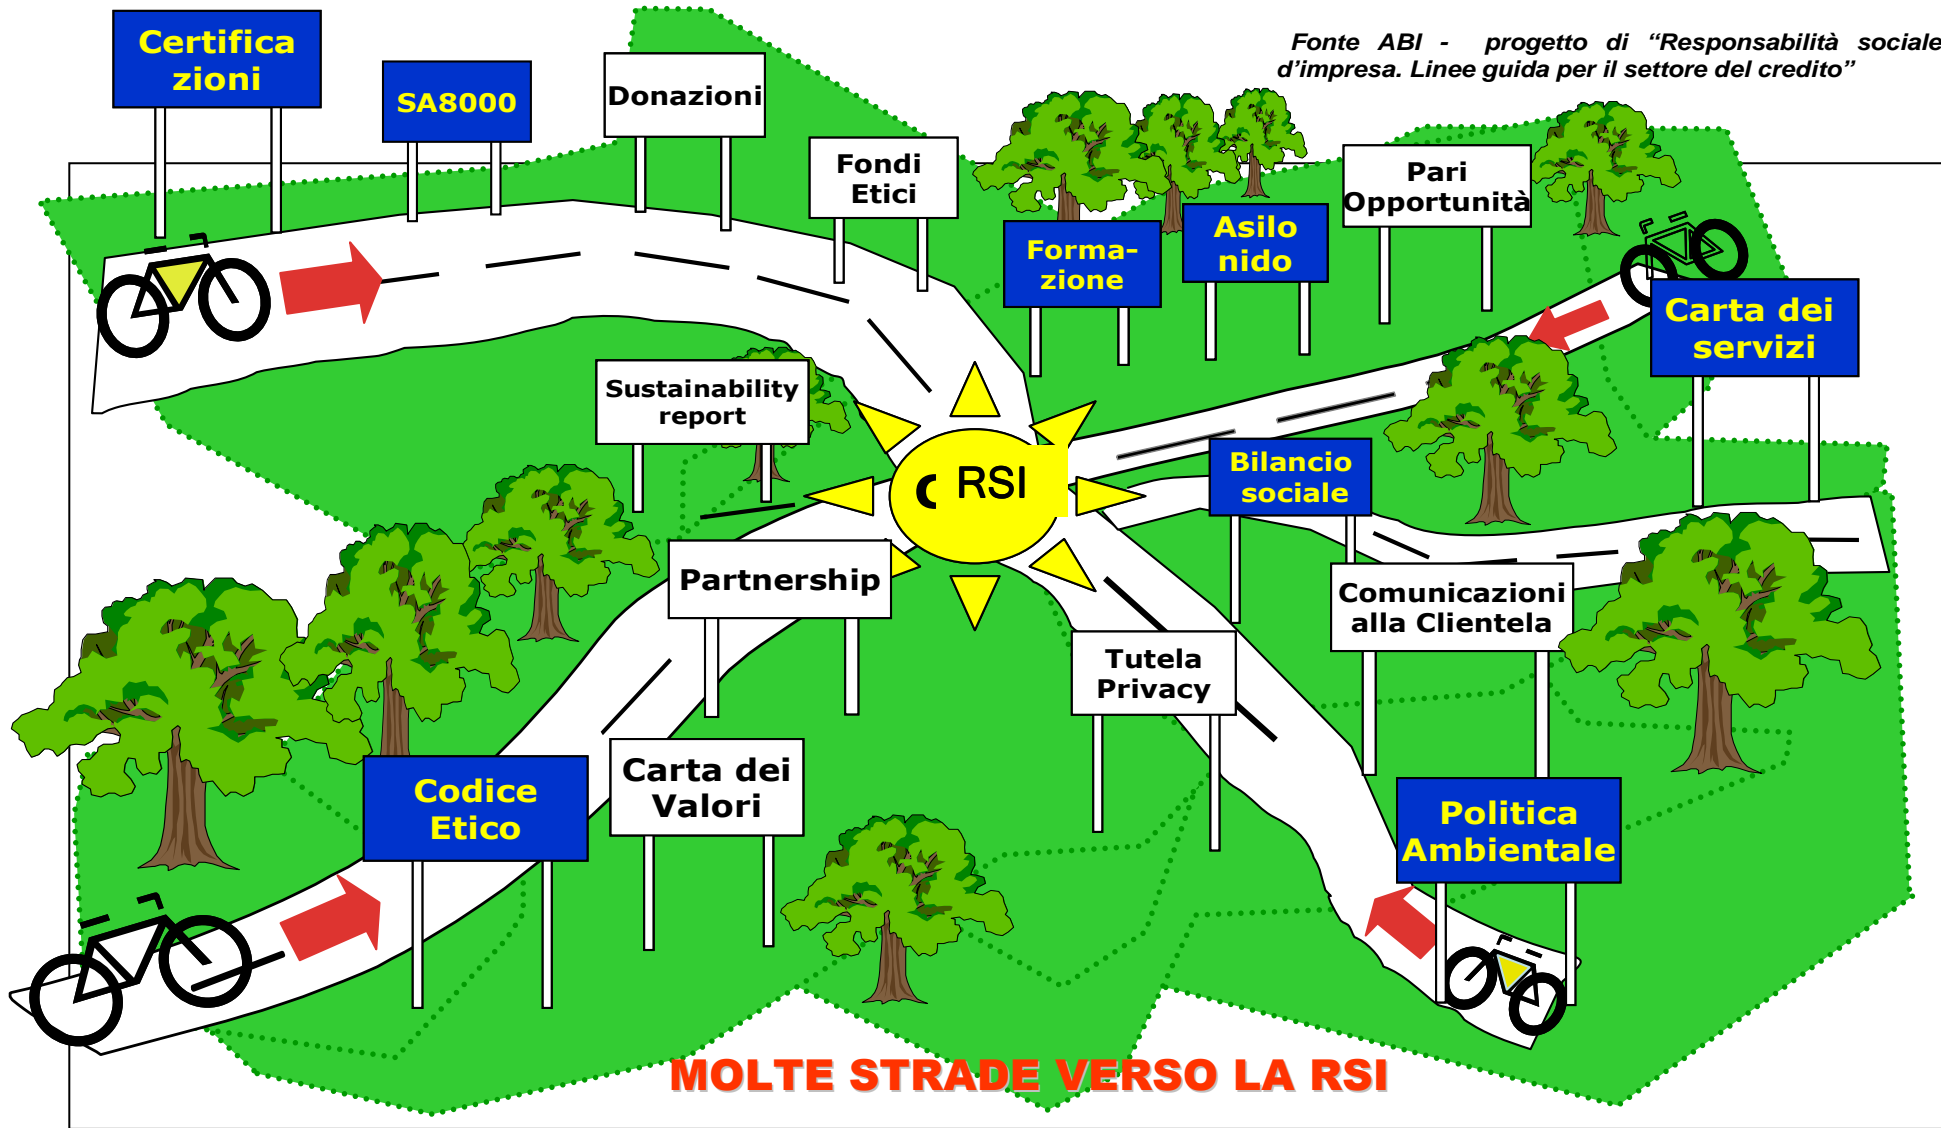 Fonte ABI - progetto di “Responsabilità sociale
d’impresa. Linee guida per il settore del credito”
Certifica
zioni
SA8000
Donazioni
Fondi
Etici
Forma-
zione
Asilo
nido
Pari
Opportunità
Carta dei
servizi
Sustainability
report
RSI
Bilancio
sociale
Partnership
Comunicazioni
alla Clientela
Tutela
Privacy
Codice
Etico
Carta dei
Valori
Politica
Ambientale
MOLTE STRADE VERSO LA RSI